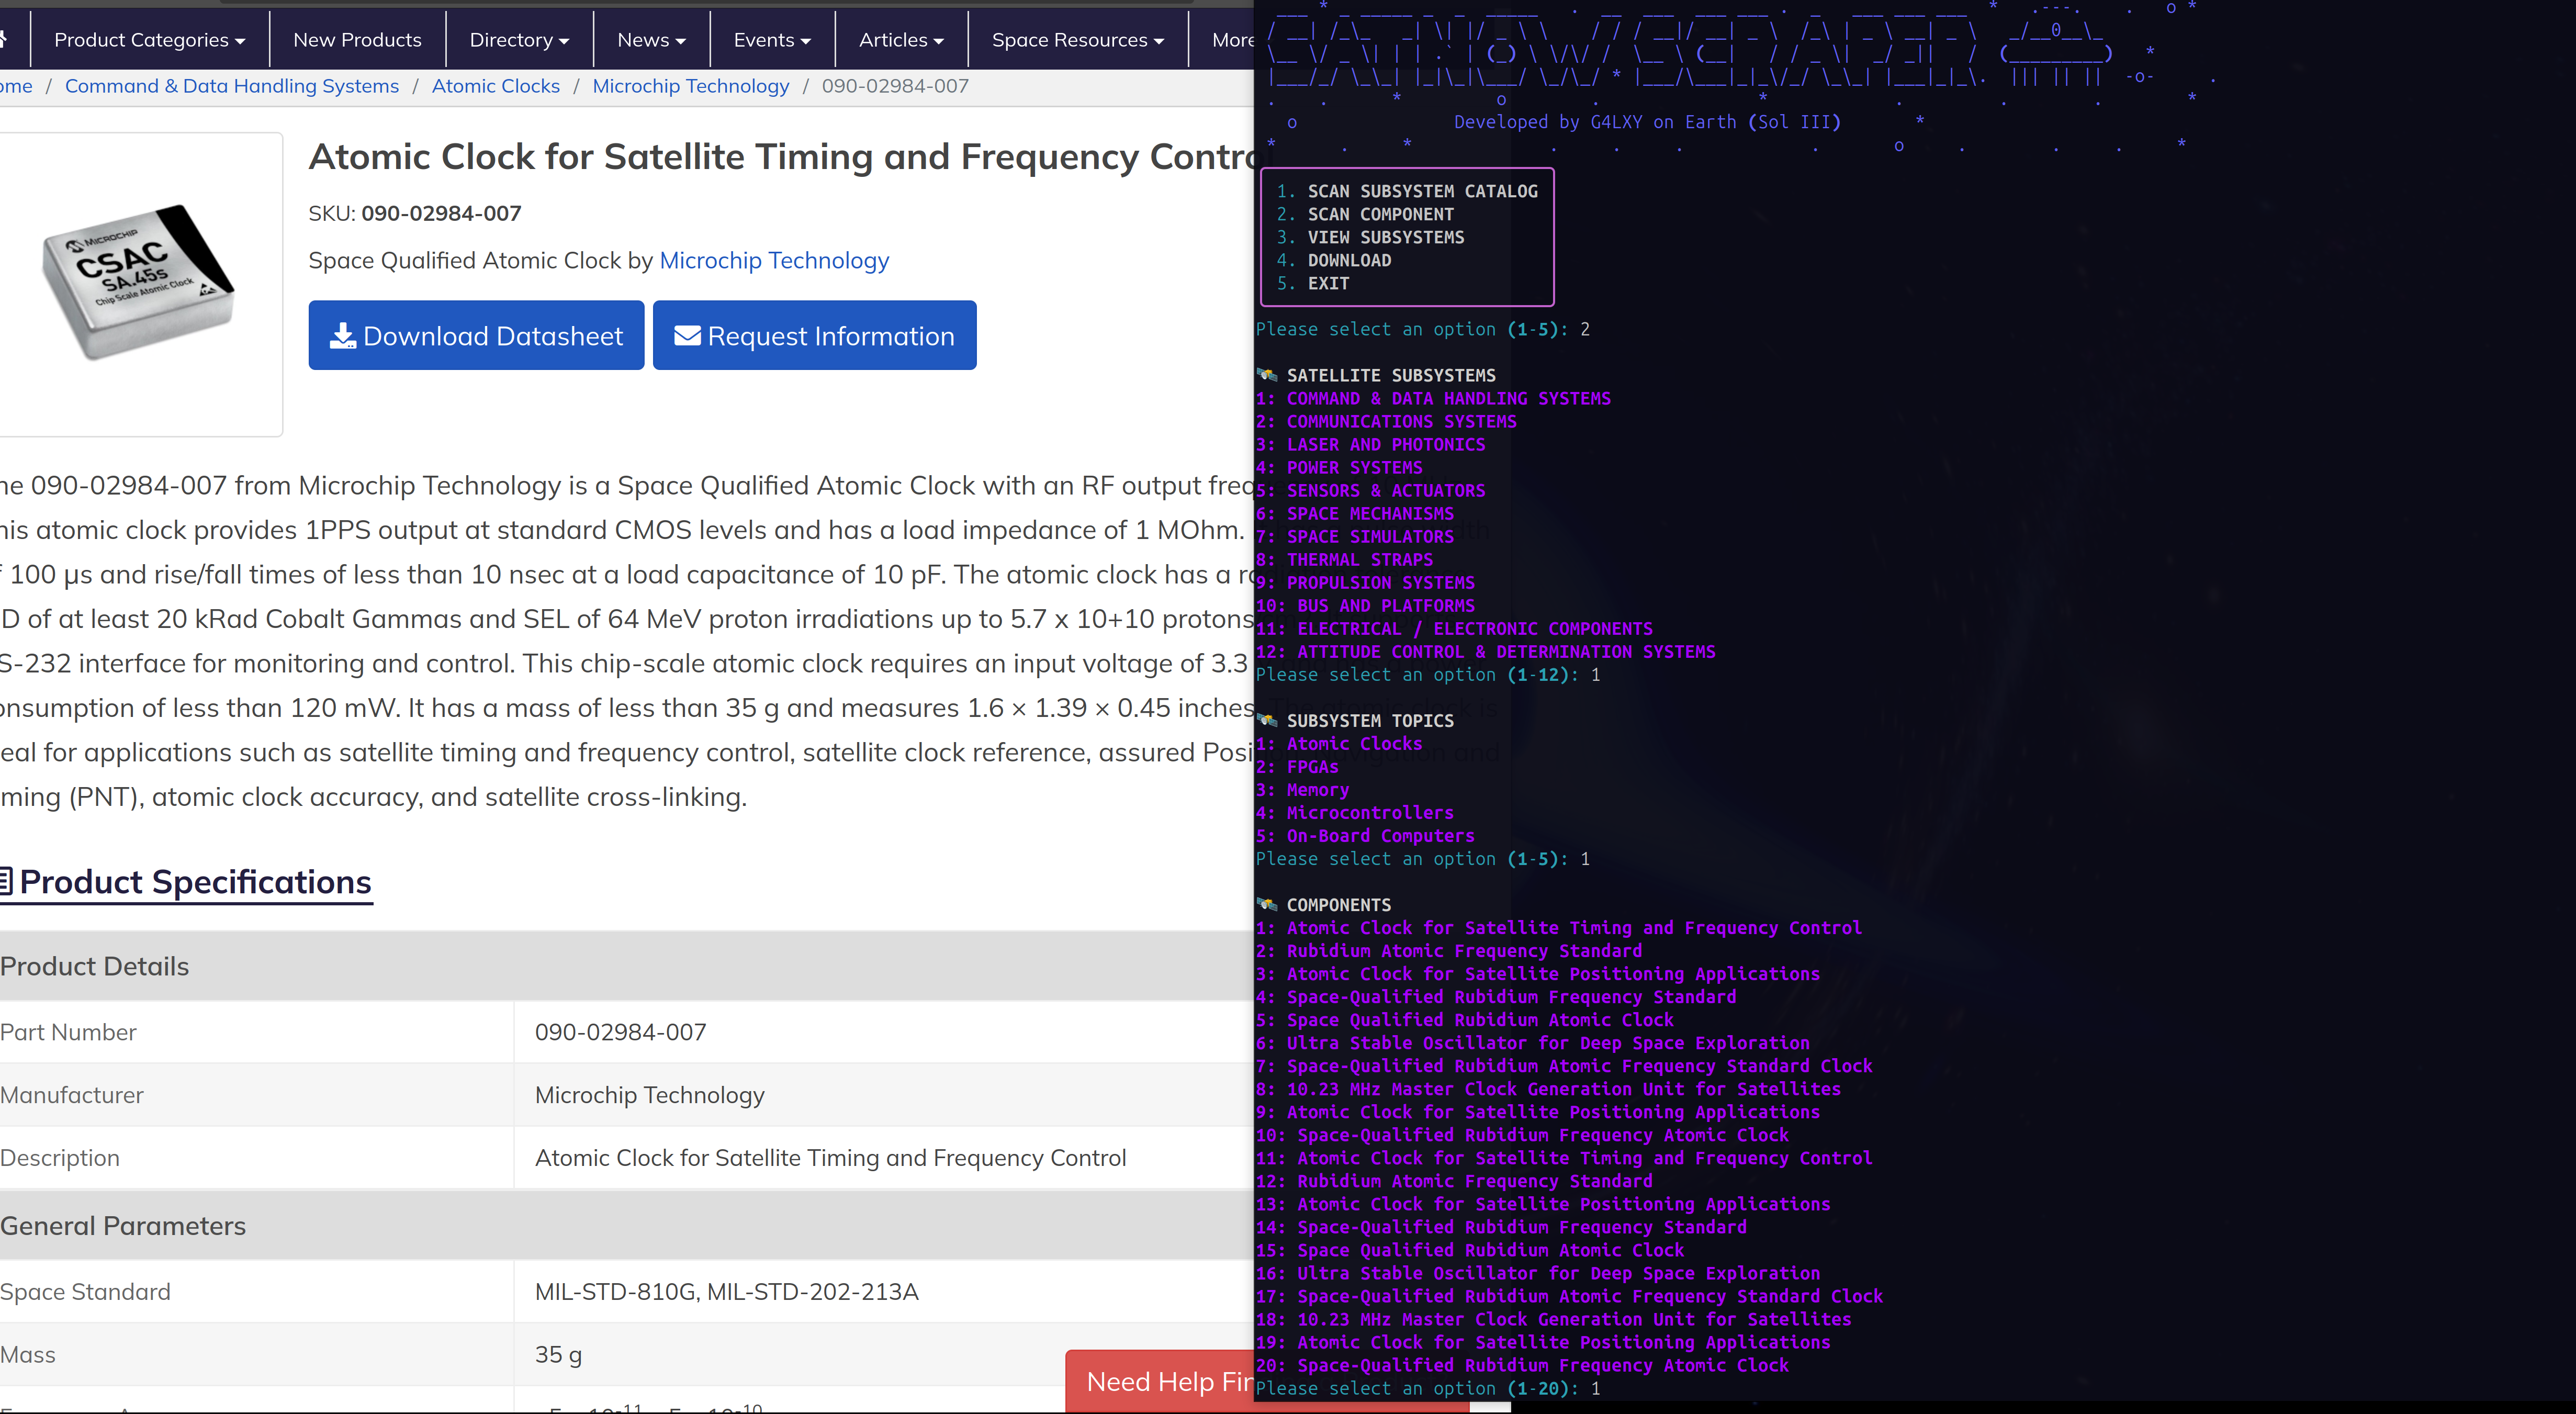 Product Categories
New Products
Directory
News
Events
Articles
Space Resources
More
ome / Command & Data Handling Systems / Atomic Clocks / Microchip Technology / 090-02984-007
Atomic Clock for Satellite Timing and Frequency Contro
SKU: 090-02984-007
Space Qualified Atomic Clock by Microchip Technology
MICROCHIP
CSAC
SA.45s
Chip Scale Atomic Clock
Download Datasheet
Request Information
he 090-02984-007 from Microchip Technology is a Space Qualified Atomic Clock with an RF output freq
his atomic clock provides 1PPS output at standard CMOS levels and has a load impedance of 1 MOhm.
f 100 µs and rise/fall times of less than 10 nsec at a load capacitance of 10 pF. The atomic clock has a ra
D of at least 20 kRad Cobalt Gammas and SEL of 64 MeV proton irradiations up to 5.7 x 10+10 protons
S-232 interface for monitoring and control. This chip-scale atomic clock requires an input voltage of 3.3
onsumption of less than 120 mW. It has a mass of less than 35 g and measures 1.6 × 1.39 × 0.45 inches. The atomic clock is
eal for applications such as satellite timing and frequency control, satellite clock reference, assured Posi
ming (PNT), atomic clock accuracy, and satellite cross-linking.
Product Specifications
Product Details
Part Number 090-02984-007
Manufacturer Microchip Technology
Description Atomic Clock for Satellite Timing and Frequency Control
General Parameters
Space Standard MIL-STD-810G, MIL-STD-202-213A
Mass 35 g
Need Help Fin
Developed by G4LXY on Earth (Sol III)
1. SCAN SUBSYSTEM CATALOG
2. SCAN COMPONENT
3. VIEW SUBSYSTEMS
4. DOWNLOAD
5. EXIT
Please select an option (1-5): 2
SATELLITE SUBSYSTEMS
1: COMMAND & DATA HANDLING SYSTEMS
2: COMMUNICATIONS SYSTEMS
3: LASER AND PHOTONICS
4: POWER SYSTEMS
5: SENSORS & ACTUATORS
6: SPACE MECHANISMS
7: SPACE SIMULATORS
8: THERMAL STRAPS
9: PROPULSION SYSTEMS
10: BUS AND PLATFORMS
11: ELECTRICAL / ELECTRONIC COMPONENTS
12: ATTITUDE CONTROL & DETERMINATION SYSTEMS
Please select an option (1-12): 1
SUBSYSTEM TOPICS
1: Atomic Clocks
2: FPGAs
3: Memory
4: Microcontrollers
5: On-Board Computers
Please select an option (1-5): 1
COMPONENTS
1: Atomic Clock for Satellite Timing and Frequency Control
2: Rubidium Atomic Frequency Standard
3: Atomic Clock for Satellite Positioning Applications
4: Space-Qualified Rubidium Frequency Standard
5: Space Qualified Rubidium Atomic Clock
6: Ultra Stable Oscillator for Deep Space Exploration
7: Space-Qualified Rubidium Atomic Frequency Standard Clock
8: 10.23 MHz Master Clock Generation Unit for Satellites
9: Atomic Clock for Satellite Positioning Applications
10: Space-Qualified Rubidium Frequency Atomic Clock
11: Atomic Clock for Satellite Timing and Frequency Control
12: Rubidium Atomic Frequency Standard
13: Atomic Clock for Satellite Positioning Applications
14: Space-Qualified Rubidium Frequency Standard
15: Space Qualified Rubidium Atomic Clock
16: Ultra Stable Oscillator for Deep Space Exploration
17: Space-Qualified Rubidium Atomic Frequency Standard Clock
18: 10.23 MHz Master Clock Generation Unit for Satellites
19: Atomic Clock for Satellite Positioning Applications
20: Space-Qualified Rubidium Frequency Atomic Clock
Please select an option (1-20): 1